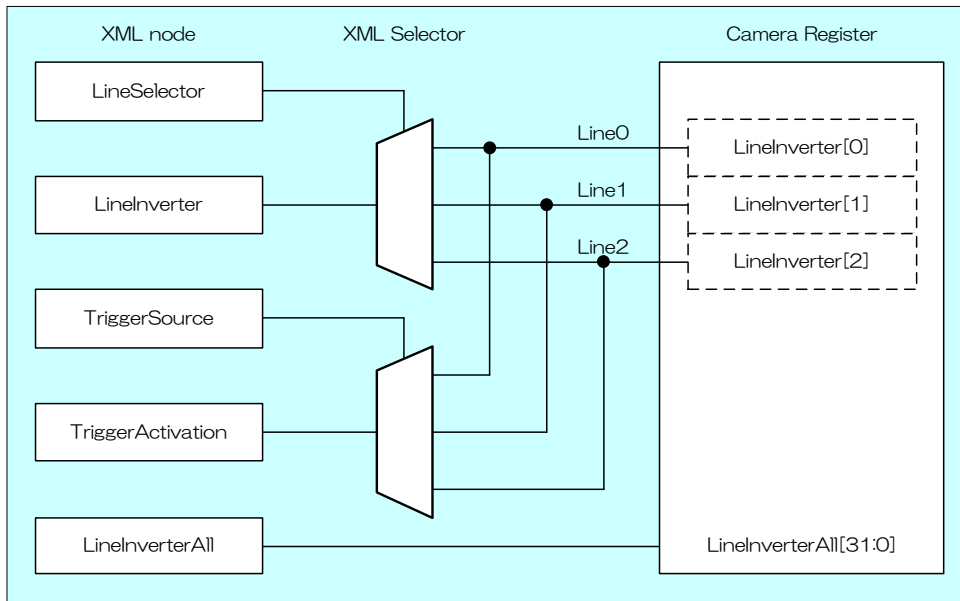 XML node
XML Selector
Camera Register
LineSelector
Line0
LineInverter[0]
LineInverter
Line1
LineInverter[1]
Line2
LineInverter[2]
TriggerSource
TriggerActivation
LineInverterAll
LineInverterAll[31:0]